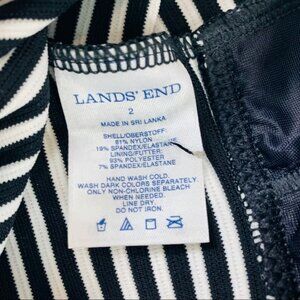 LANDS' END
2
MADE IN SRI LANKA
SHELL/OBERSTOFF:
81% NYLON
19% SPANDEX/ELASTANE
LINING/FUTTER:
93% POLYESTER
7% SPANDEX/ELASTANE
HAND WASH COLD.
WASH DARK COLORS SEPARATELY
ONLY NON-CHLORINE BLEACH
WHEN NEEDED.
LINE DRY.
DO NOT IRON.